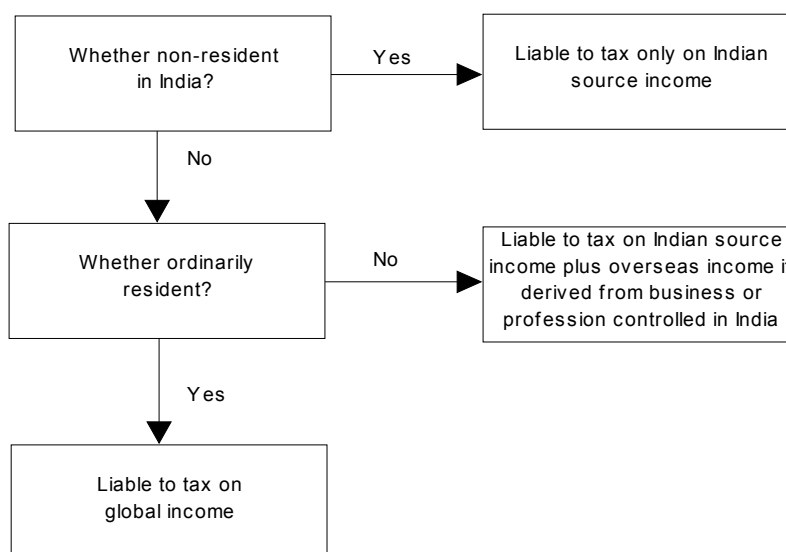 Whether non-resident
in India?
Yes
Liable to tax only on Indian
source income
No
Whether ordinarily
resident?
No
Liable to tax on Indian source
income plus overseas income i
derived from business or
profession controlled in India
Yes
Liable to tax on
global income